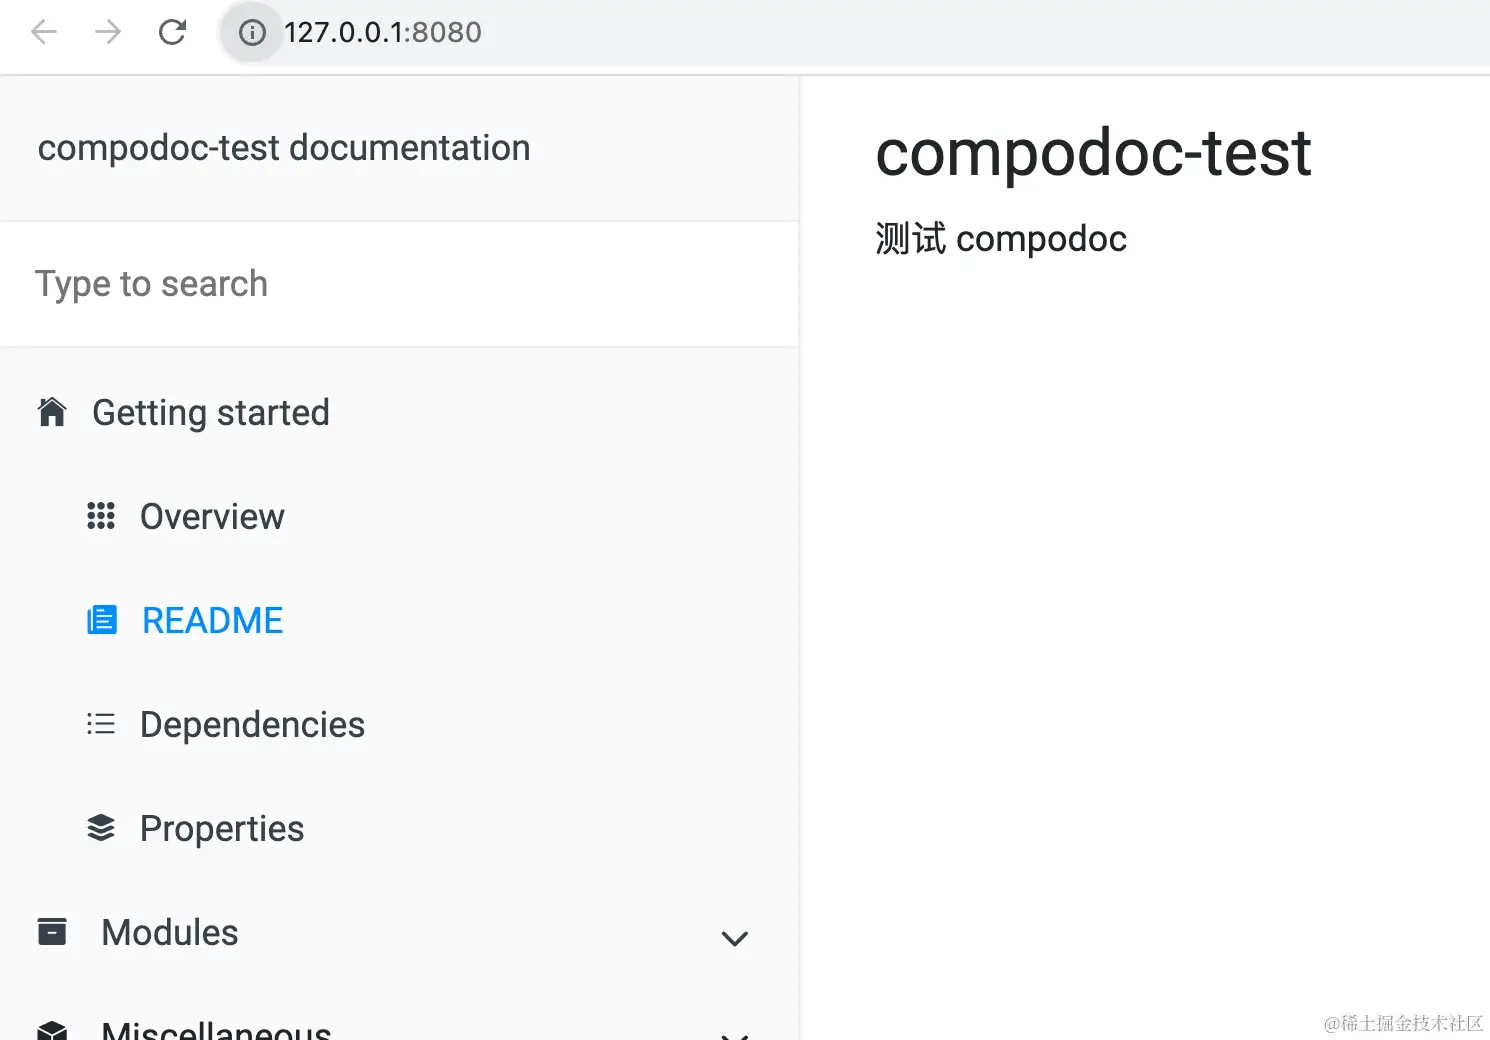 127.0.0.1:8080
compodoc-test documentation
Type to search
Getting started
Overview
README
Dependencies
Properties
Modules
Miscellaneous
compodoc-test
测试 compodoc
@稀土掘金技术社区